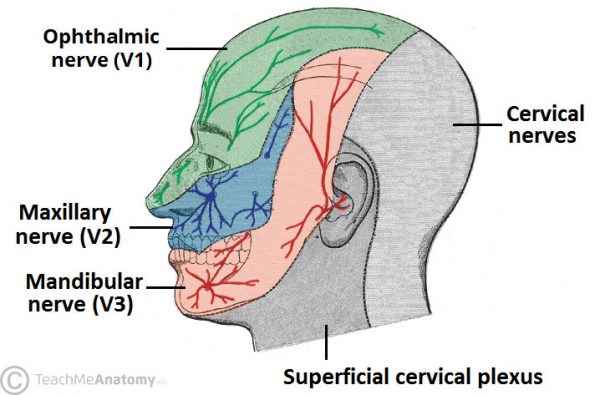 Ophthalmic
nerve (V1)
Cervical
nerves
Maxillary
nerve (V2)
Mandibular
nerve (V3)
Superficial cervical plexus
© TeachMeAnatomy